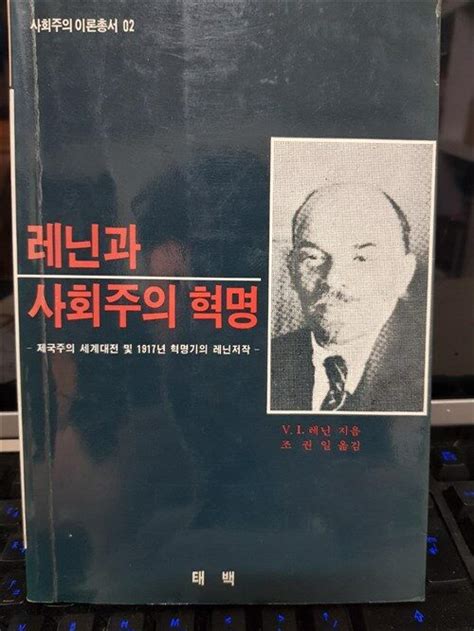 사회주의 이론총서 02
레닌과
사회주의 혁명
- 제국주의 세계대전 및 1917년 혁명기의 레닌저작 -
V. I. 레닌 지음
조 권 일 옮김
태 백